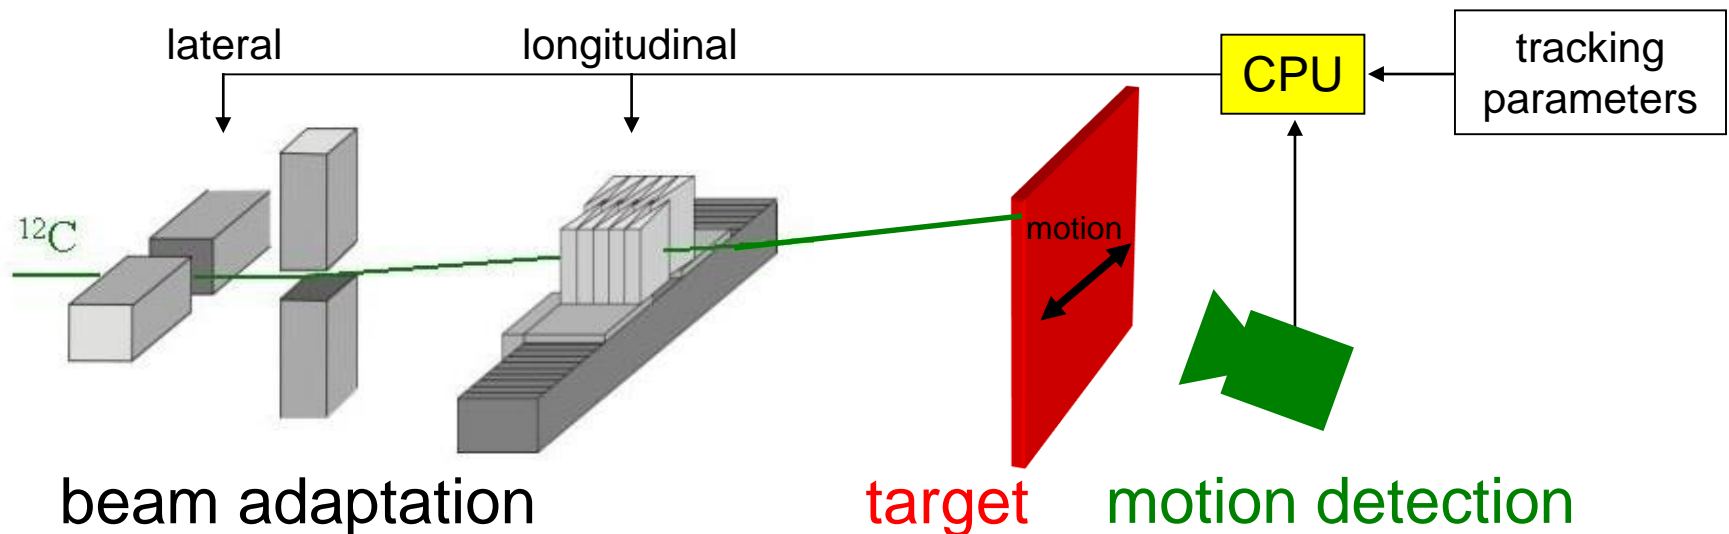 lateral
longitudinal
CPU
tracking
parameters
¹²C
motion
beam adaptation
target
motion detection